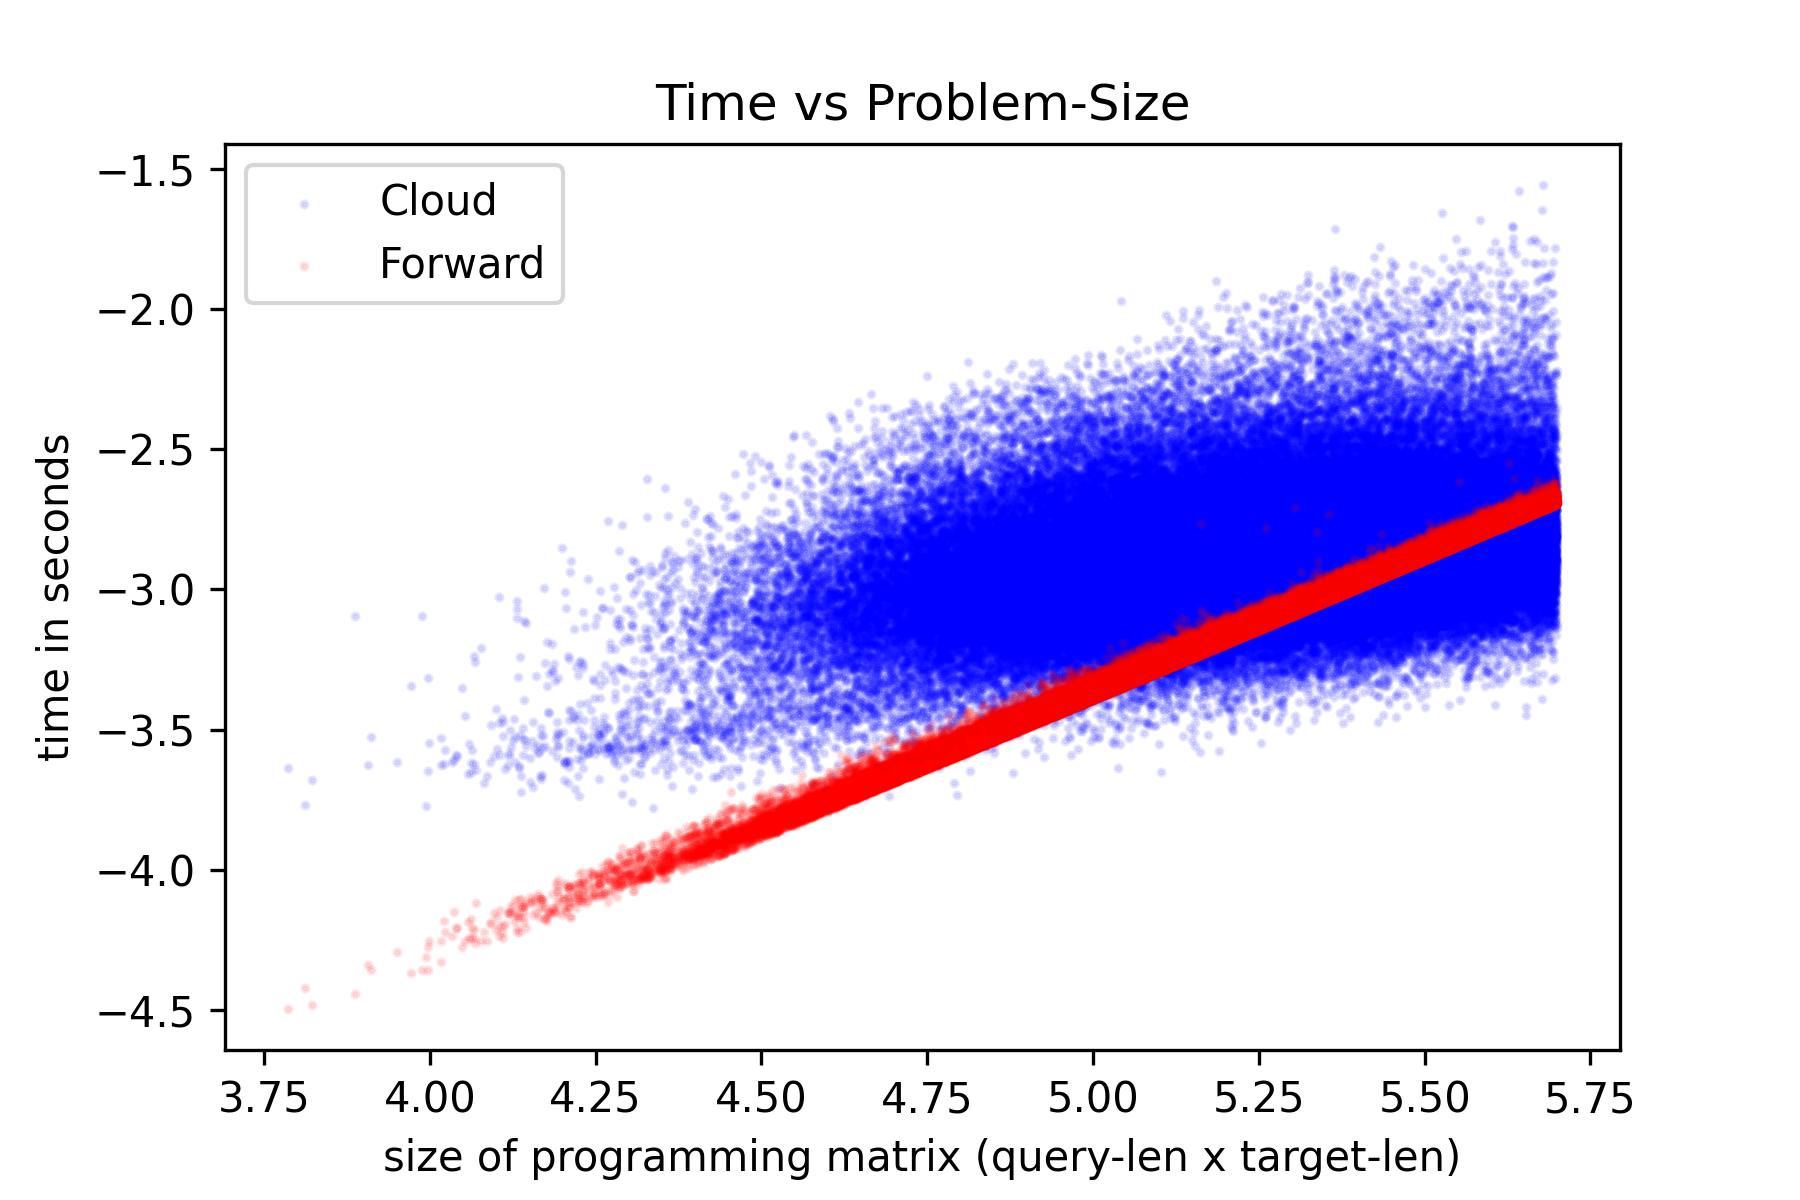 Time vs Problem-Size
Cloud
Forward
−1.5
−2.0
−2.5
−3.0
−3.5
−4.0
−4.5
time in seconds
3.75 4.00 4.25 4.50 4.75 5.00 5.25 5.50 5.75
size of programming matrix (query-len x target-len)